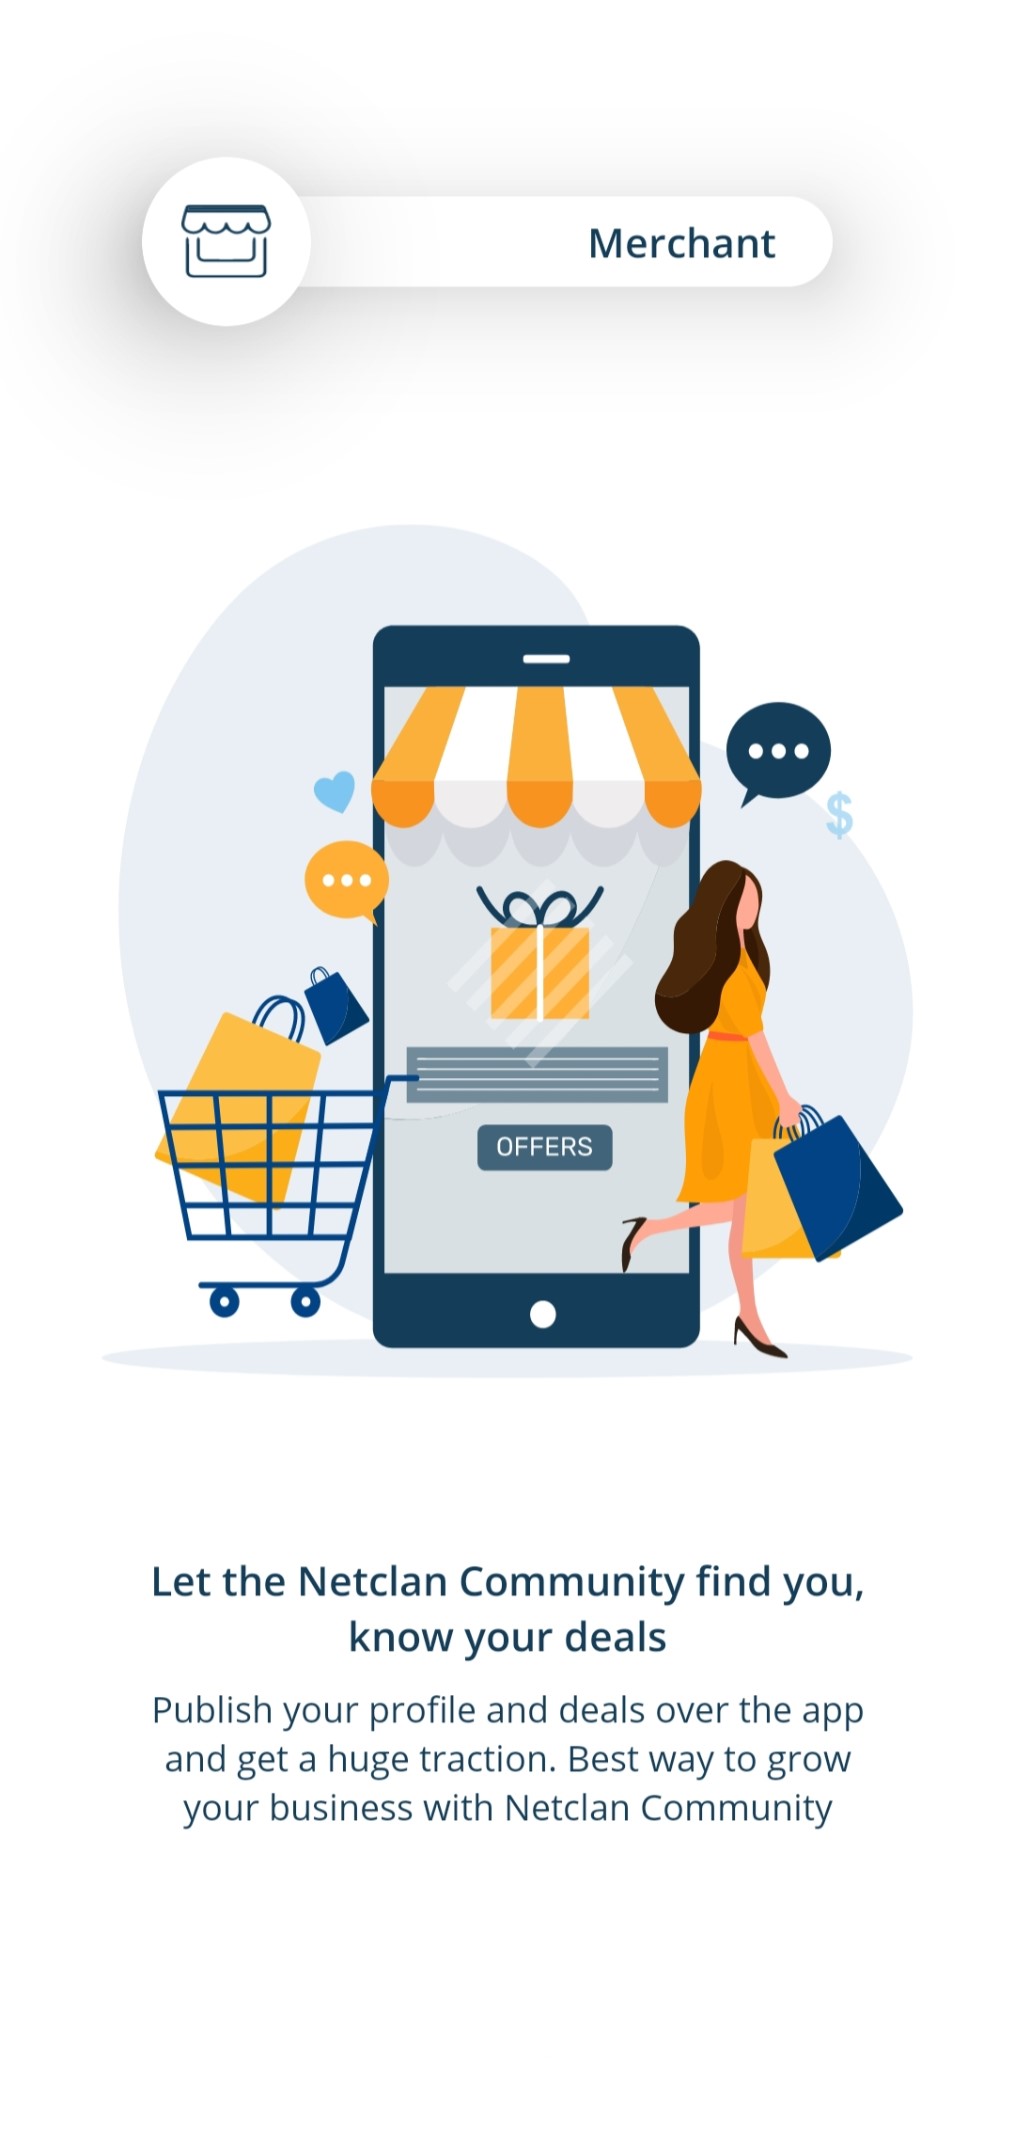 Merchant
$
OFFERS
Let the Netclan Community find you,
know your deals
Publish your profile and deals over the app
and get a huge traction. Best way to grow
your business with Netclan Community